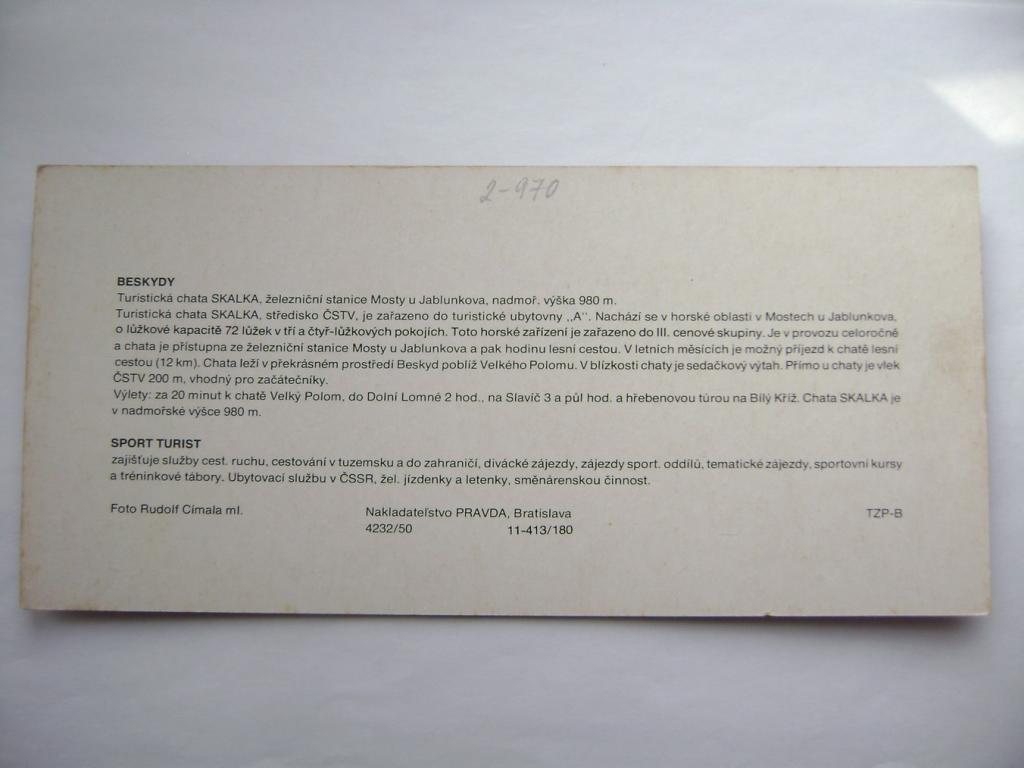 2-970
BESKYDY
Turistická chata SKALKA, železniční stanice Mosty u Jablunkova, nadmoř. výška 980 m.
Turistická chata SKALKA, středisko ČSTV, je zařazeno do turistické ubytovny „A". Nachází se v horské oblasti v Mostech u Jablunkova,
o lůžkové kapacitě 72 lůžek v tří a čtyř-lůžkových pokojích. Toto horské zařízení je zařazeno do III. cenové skupiny. Je v provozu celoročně
a chata je přístupna ze železniční stanice Mosty u Jablunkova a pak hodinu lesní cestou. V letních měsících je možný příjezd k chatě lesní
cestou (12 km). Chata leží v překrásném prostředí Beskyd poblíž Velkého Polomu. V blízkosti chaty je sedačkový výtah. Přímo u chaty je vlek
ČSTV 200 m, vhodný pro začátečníky.
Výlety: za 20 minut k chatě Velký Polom, do Dolní Lomné 2 hod., na Slavíč 3 a půl hod. a hřebenovou túrou na Bílý Kříž. Chata SKALKA je
v nadmořské výšce 980 m.
SPORT TURIST
zajišťuje služby cest. ruchu, cestování v tuzemsku a do zahraničí, divácké zájezdy, zájezdy sport. oddílů, tematické zájezdy, sportovní kursy
a tréninkové tábory. Ubytovací službu v ČSSR, žel. jízdenky a letenky, směnárenskou činnost.
Foto Rudolf Címala ml. Nakladateľstvo PRAVDA, Bratislava TZP-B
4232/50 11-413/180